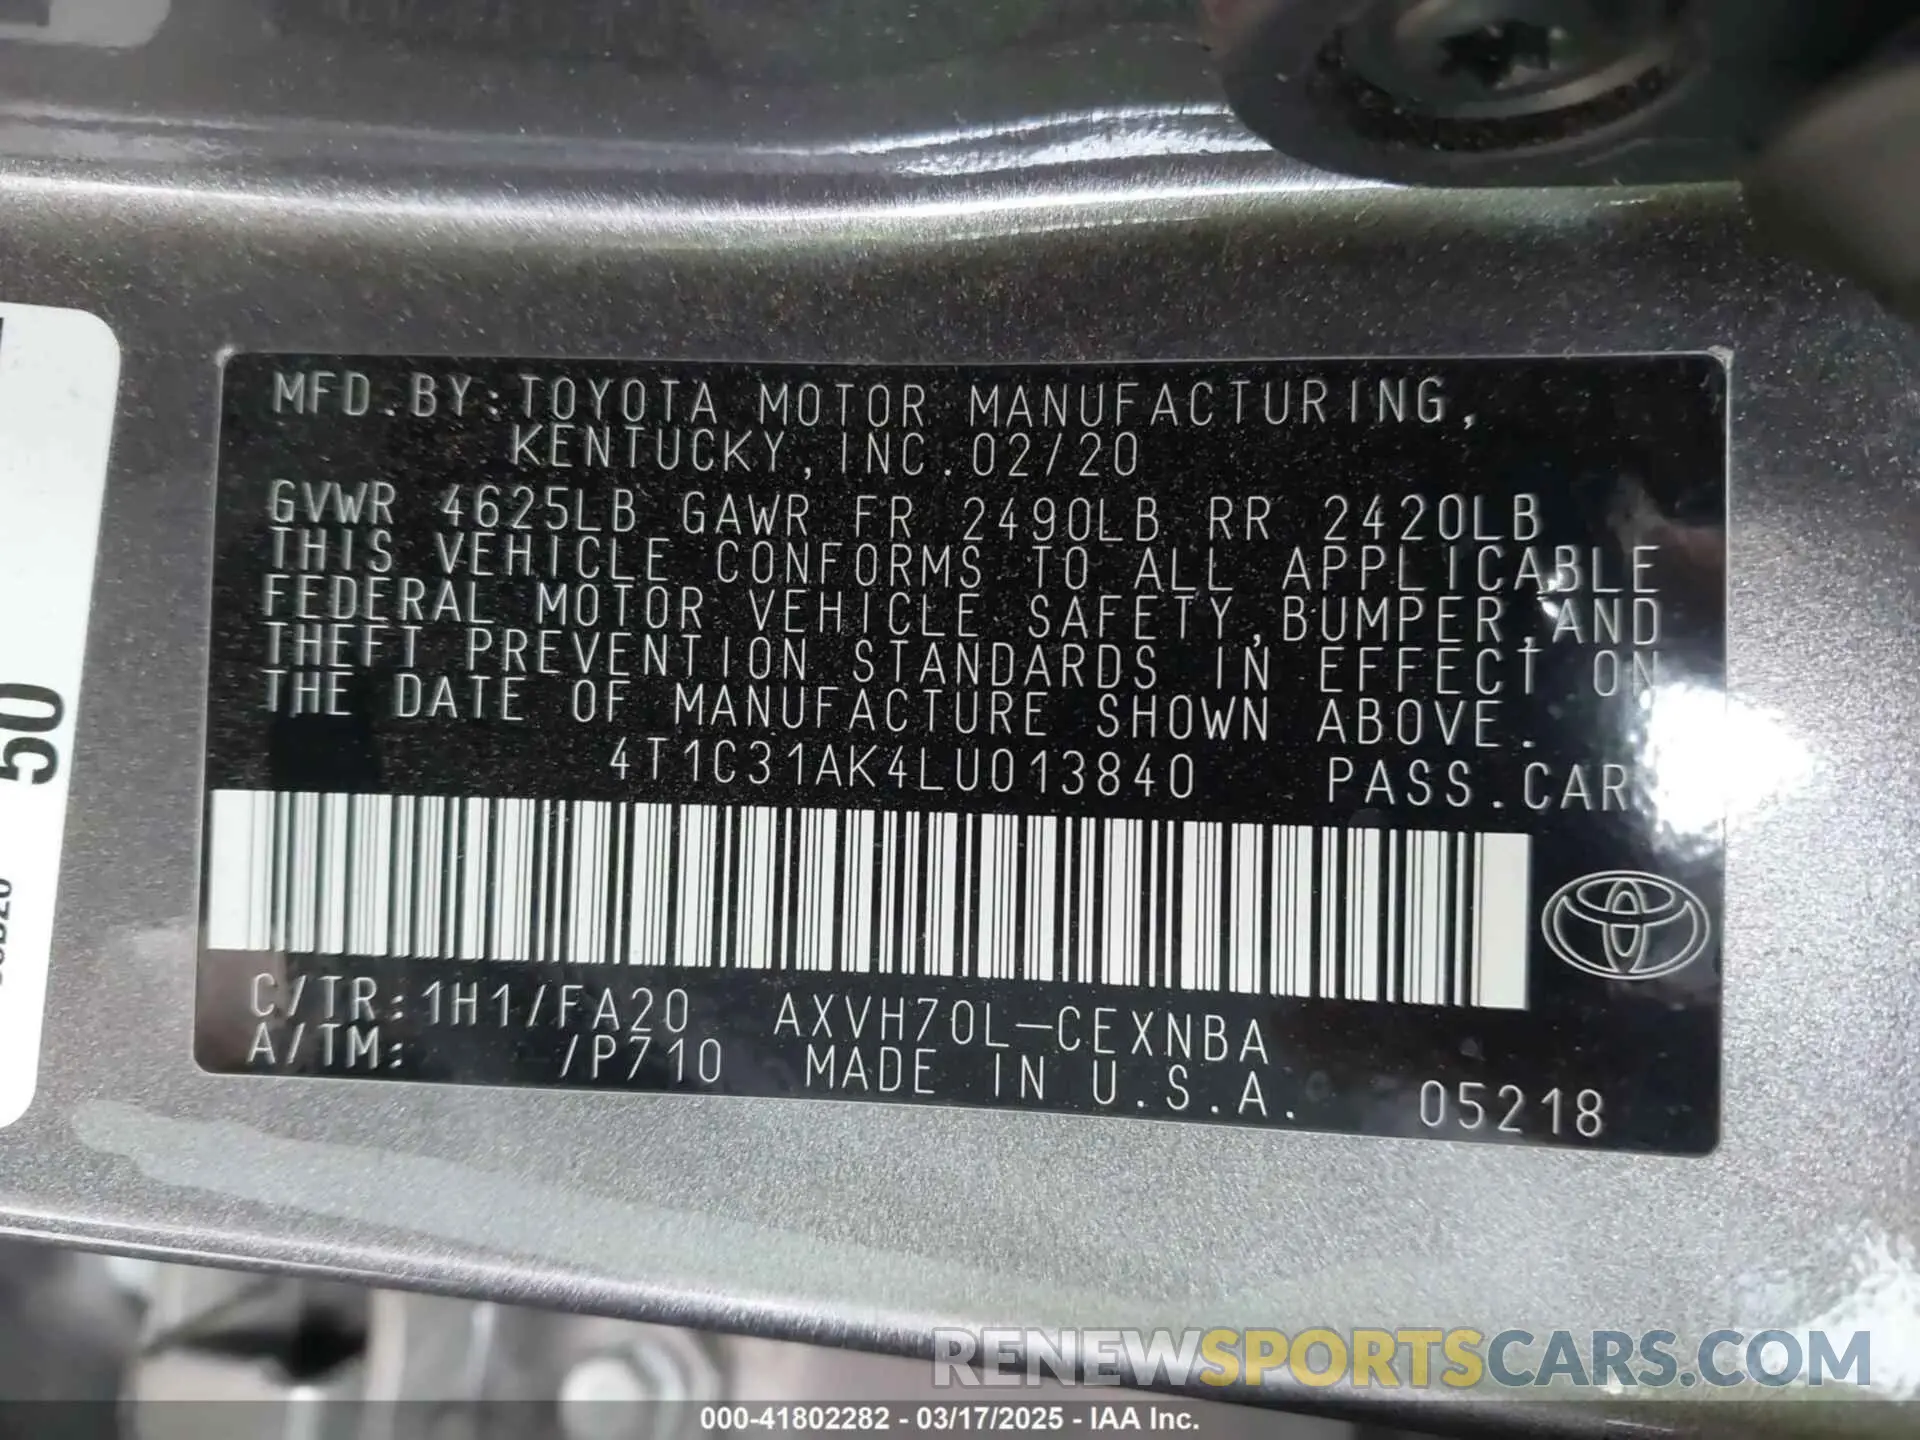 MFD.BY:TOYOTA MOTOR MANUFACTURING,
KENTUCKY,INC.02/20
GVWR 4625LB GAWR FR 2490LB RR 2420LB
THIS VEHICLE CONFORMS TO ALL APPLICABLE
FEDERAL MOTOR VEHICLE SAFETY,BUMPER,AND
THEFT PREVENTION STANDARDS IN EFFECT ON
THE DATE OF MANUFACTURE SHOWN ABOVE.
4T1C31AK4LU013840 PASS.CAR
C/TR:1H1/FA20 AXVH70L-CEXNBA
A/TM: /P710 MADE IN U.S.A. 05218
50
RENEWSPORTSCARS.COM
000-41802282 - 03/17/2025 - IAA Inc.